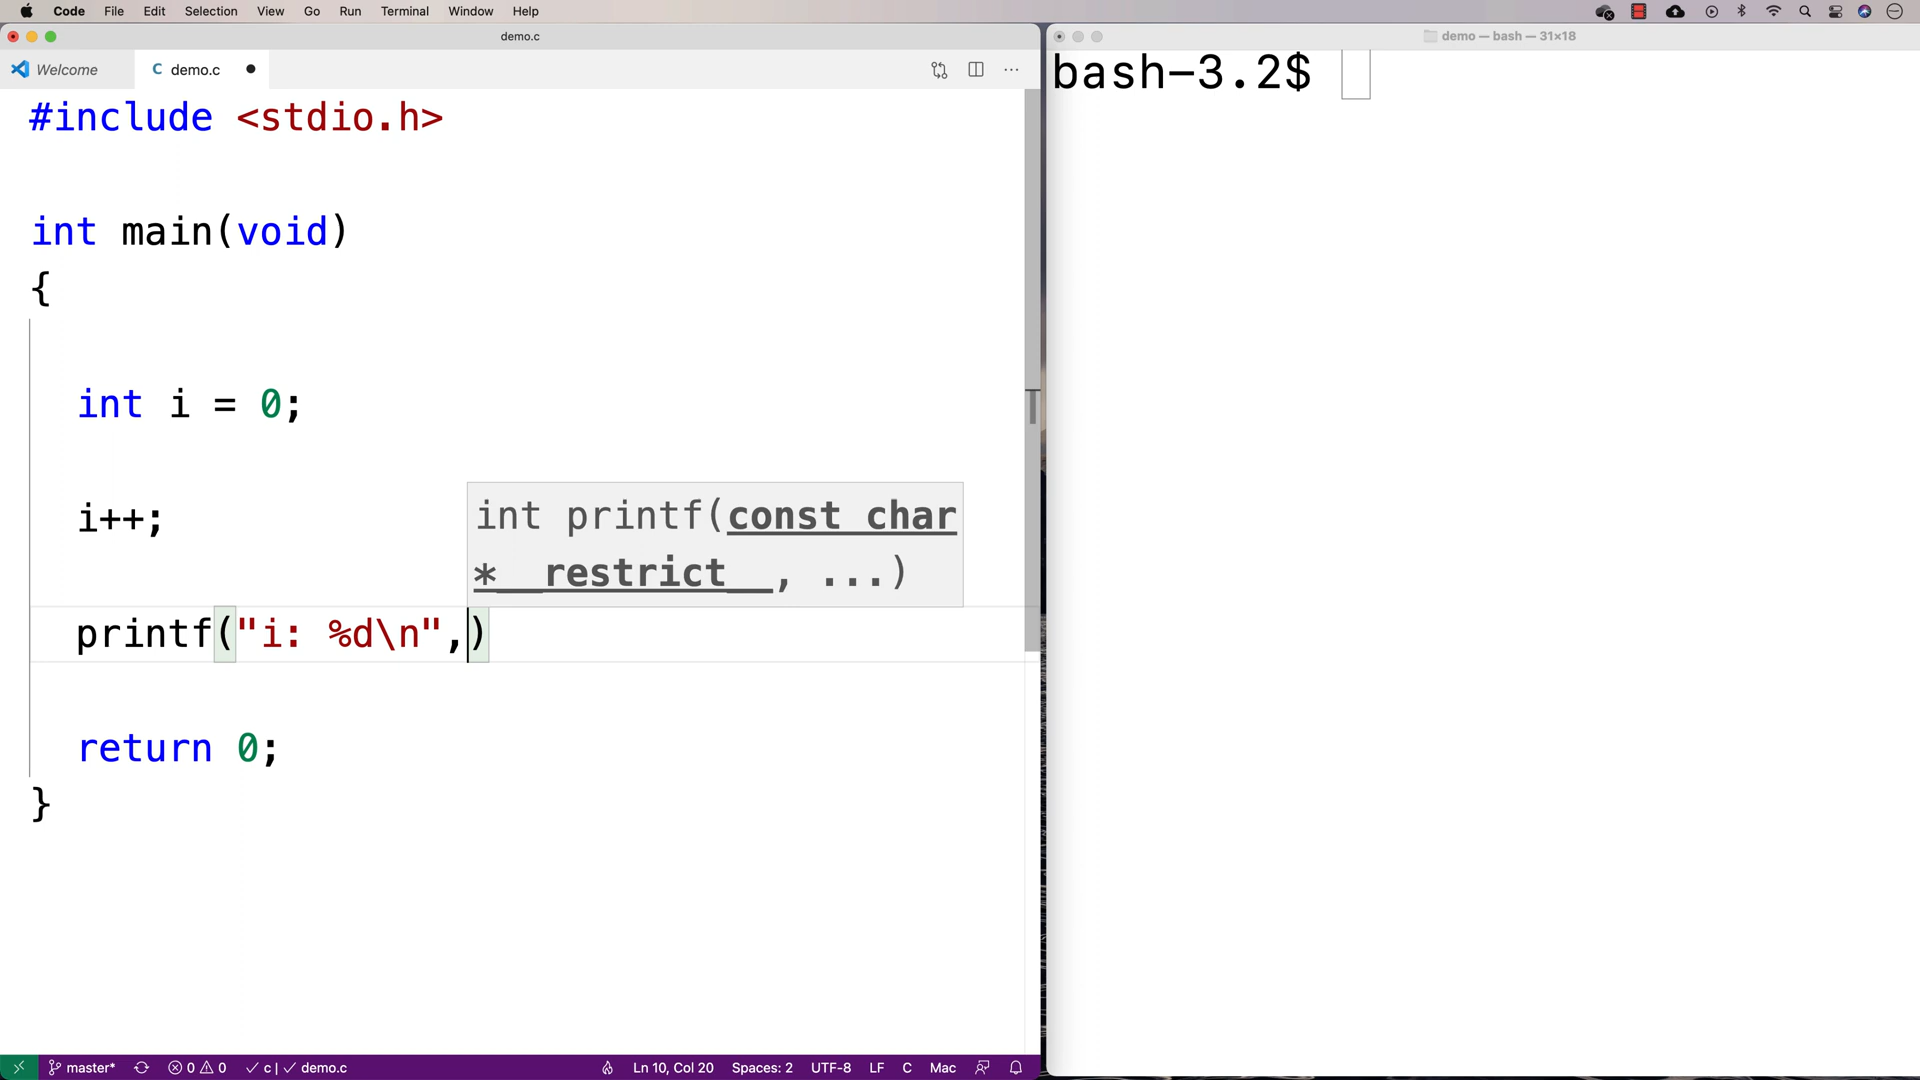 Code File Edit Selection View Go Run Terminal Window Help
demo.c
demo — bash — 31×18
Welcome
C demo.c
bash-3.2$
#include <stdio.h>
int main(void)
{
int i = 0;
i++;
int printf(const char
*__restrict__, ...)
printf("i: %d\n",)
return 0;
}
master* 0 0 c | demo.c Ln 10, Col 20 Spaces: 2 UTF-8 LF C Mac